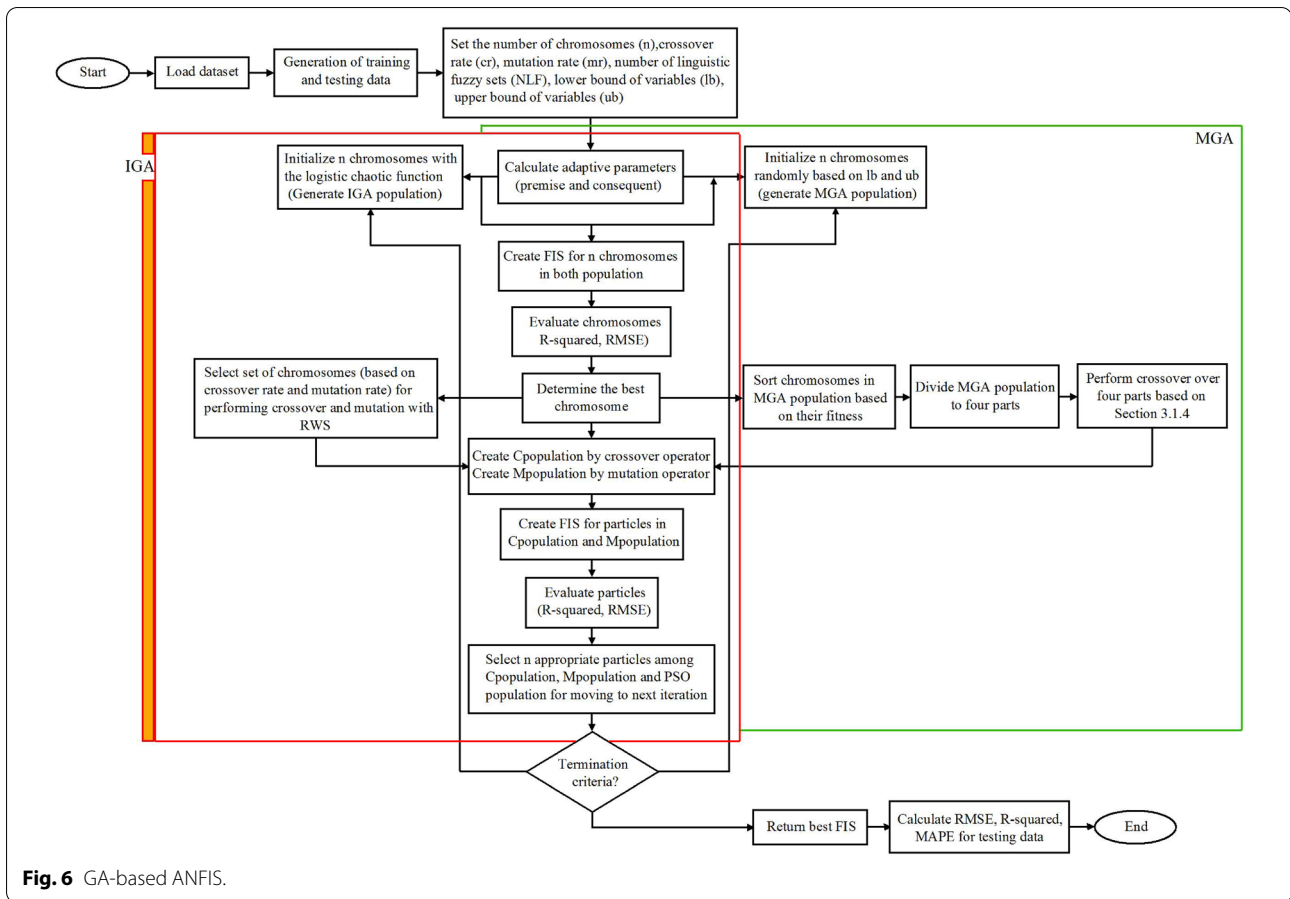 Start
Load dataset
Generation of training
and testing data
Set the number of chromosomes (n),crossover
rate (cr), mutation rate (mr), number of linguistic
fuzzy sets (NLF), lower bound of variables (lb),
upper bound of variables (ub)
IGA
MGA
Initialize n chromosomes with
the logistic chaotic function
(Generate IGA population)
Calculate adaptive parameters
(premise and consequent)
Initialize n chromosomes
randomly based on lb and ub
(generate MGA population)
Create FIS for n chromosomes
in both population
Evaluate chromosomes
R-squared, RMSE)
Select set of chromosomes (based on
crossover rate and mutation rate) for
performing crossover and mutation with
RWS
Determine the best
chromosome
Sort chromosomes in
MGA population based
on their fitness
Divide MGA population
to four parts
Perform crossover over
four parts based on
Section 3.1.4
Create Cpopulation by crossover operator
Create Mpopulation by mutation operator
Create FIS for particles in
Cpopulation and Mpopulation
Evaluate particles
(R-squared, RMSE)
Select n appropriate particles among
Cpopulation, Mpopulation and PSO
population for moving to next iteration
Termination
criteria?
Return best FIS
Calculate RMSE, R-squared,
MAPE for testing data
End
Fig. 6 GA-based ANFIS.